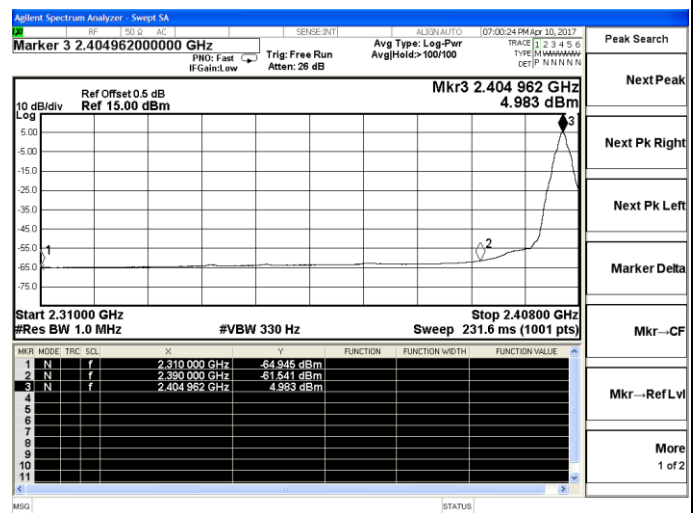 Agilent Spectrum Analyzer - Swept SA
RF 50 Ω AC SENSE:INT ALIGN AUTO 07:00:24 PM Apr 10, 2017
Marker 3 2.404962000000 GHz
PNO: Fast
IFGain:Low
Trig: Free Run
Atten: 26 dB
Avg Type: Log-Pwr
Avg|Hold:>100/100
TRACE 1 2 3 4 5 6
TYPE M WWWWW
DET P N N N N N
Ref Offset 0.5 dB
10 dB/div Ref 15.00 dBm
Log
Mkr3 2.404 962 GHz
4.983 dBm
5.00
-5.00
-15.0
-25.0
-35.0
-45.0
-55.0
-65.0
-75.0
1
2
3
Start 2.31000 GHz Stop 2.40800 GHz
#Res BW 1.0 MHz #VBW 330 Hz Sweep 231.6 ms (1001 pts)
MKR MODE TRC SCL X Y FUNCTION FUNCTION WIDTH FUNCTION VALUE
1 N f 2.310 000 GHz -64.945 dBm
2 N f 2.390 000 GHz -61.541 dBm
3 N f 2.404 962 GHz 4.983 dBm
4
5
6
7
8
9
10
11
MSG STATUS
Peak Search
Next Peak
Next Pk Right
Next Pk Left
Marker Delta
Mkr→CF
Mkr→Ref Lvl
More
1 of 2